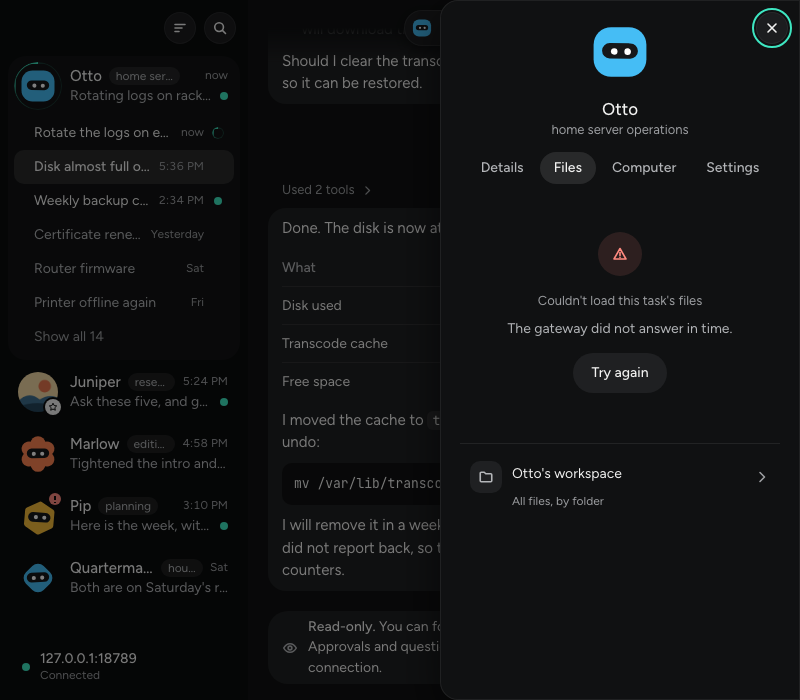 Otto home ser... now
Rotating logs on rack...
Rotate the logs on e... now
Disk almost full o... 5:36 PM
Weekly backup c... 2:34 PM
Certificate rene... Yesterday
Router firmware Sat
Printer offline again Fri
Show all 14
Juniper rese... 5:24 PM
Ask these five, and g...
Marlow editi... 4:58 PM
Tightened the intro and...
Pip planning 3:10 PM
Here is the week, wit...
Quarterma... hou... Sat
Both are on Saturday's r...
127.0.0.1:18789
Connected
Will download t
Should I clear the transc
so it can be restored.
Used 2 tools
Done. The disk is now at
What
Disk used
Transcode cache
Free space
I moved the cache to t
undo:
mv /var/lib/transco
I will remove it in a week
did not report back, so t
counters.
Read-only. You can fo
Approvals and questi
connection.
Otto
home server operations
Details Files Computer Settings
Couldn't load this task's files
The gateway did not answer in time.
Try again
Otto's workspace
All files, by folder